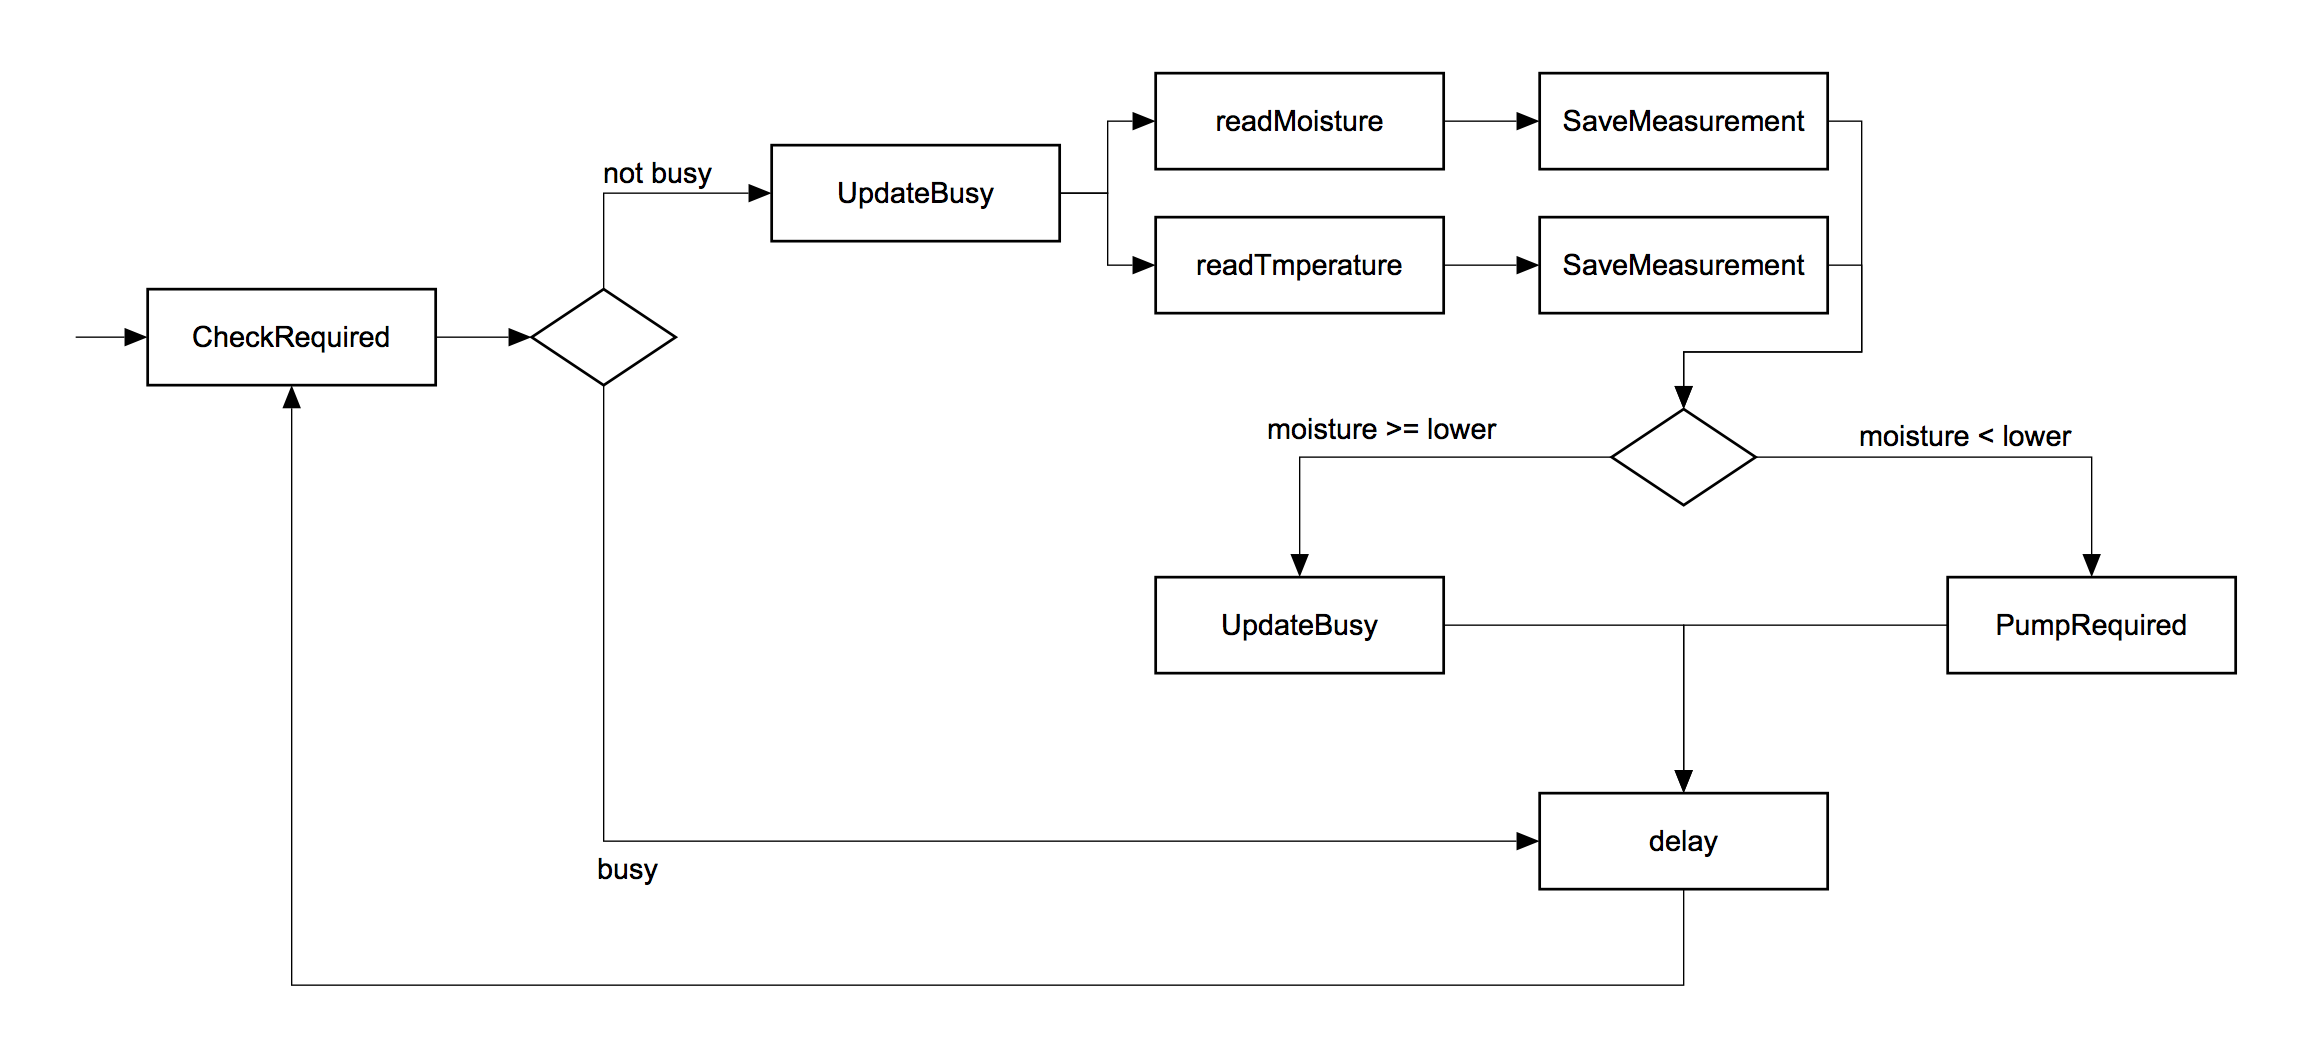 readMoisture
SaveMeasurement
not busy
UpdateBusy
readTmperature
SaveMeasurement
CheckRequired
moisture >= lower
moisture < lower
UpdateBusy
PumpRequired
delay
busy